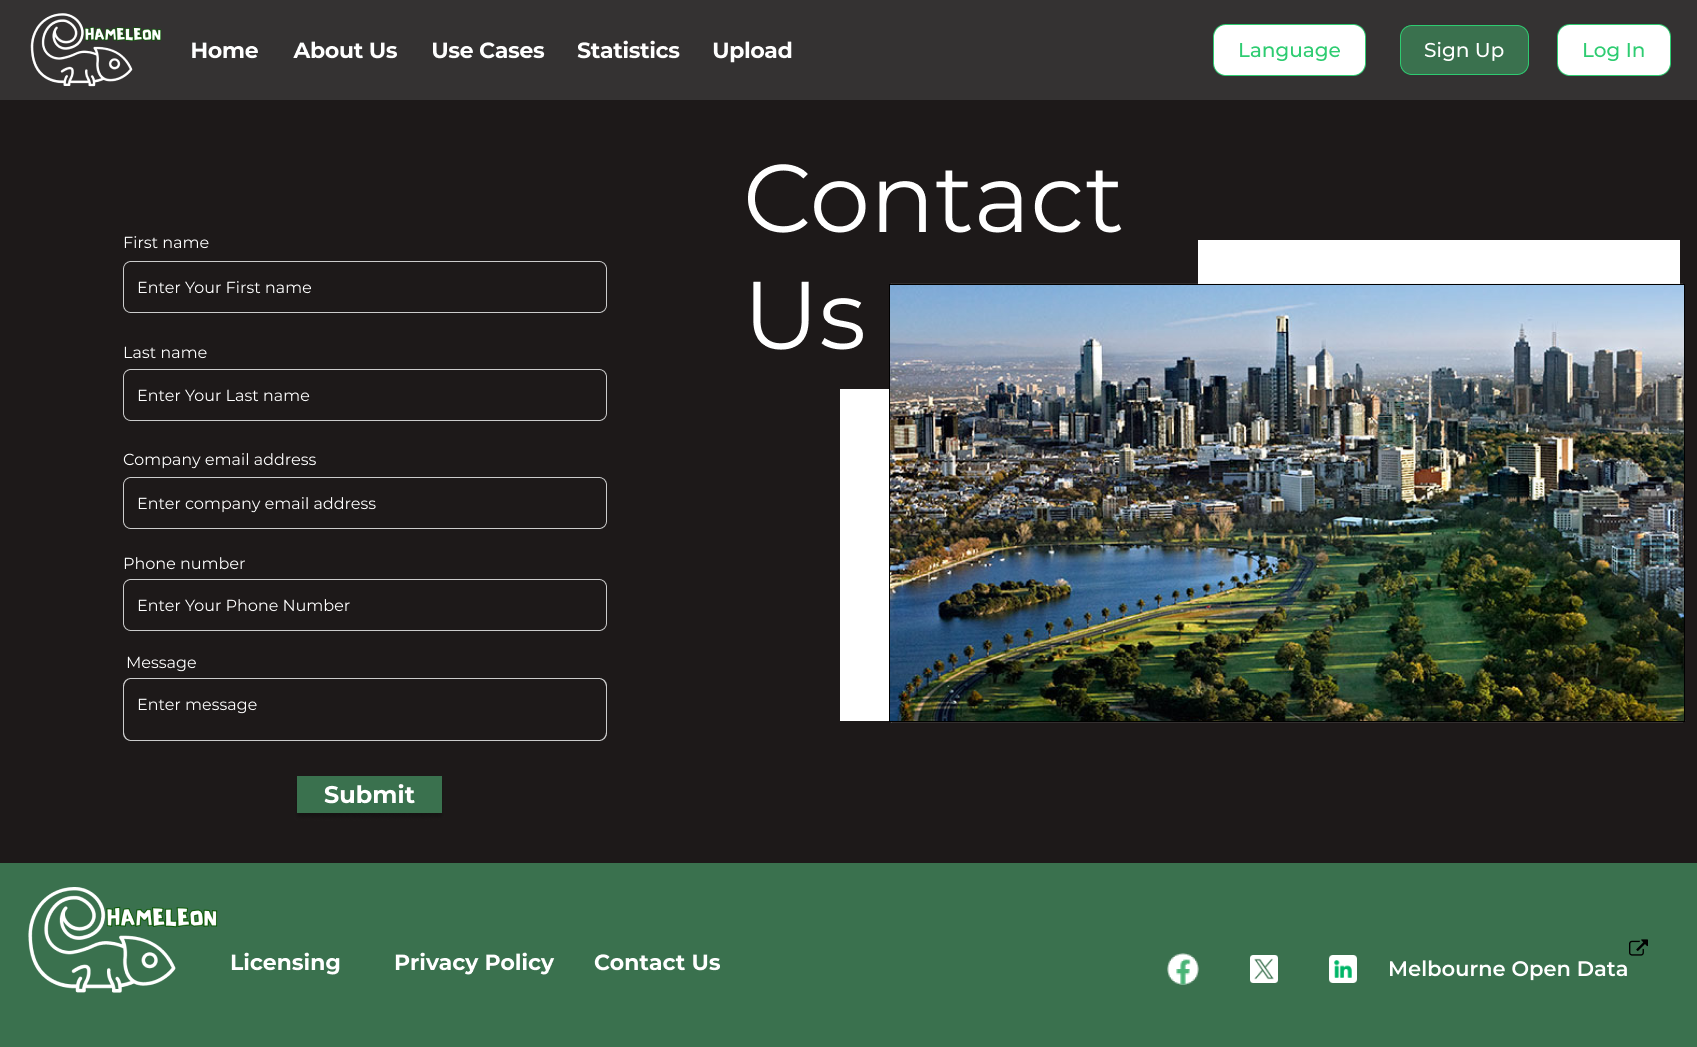 HAMELEON
Home About Us Use Cases Statistics Upload Language Sign Up Log In
Contact
Us
First name
Enter Your First name
Last name
Enter Your Last name
Company email address
Enter company email address
Phone number
Enter Your Phone Number
Message
Enter message
Submit
HAMELEON
Licensing Privacy Policy Contact Us Melbourne Open Data